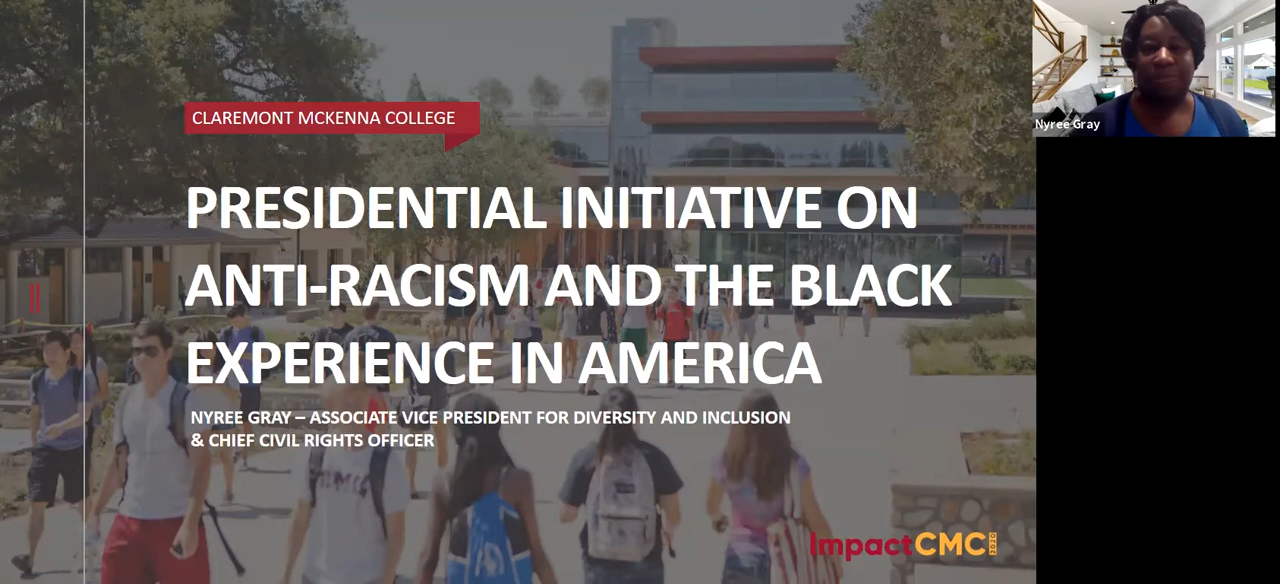 CLAREMONT MCKENNA COLLEGE
PRESIDENTIAL INITIATIVE ON
ANTI-RACISM AND THE BLACK
EXPERIENCE IN AMERICA
NYREE GRAY – ASSOCIATE VICE PRESIDENT FOR DIVERSITY AND INCLUSION
& CHIEF CIVIL RIGHTS OFFICER
ImpactCMC 2020
Nyree Gray